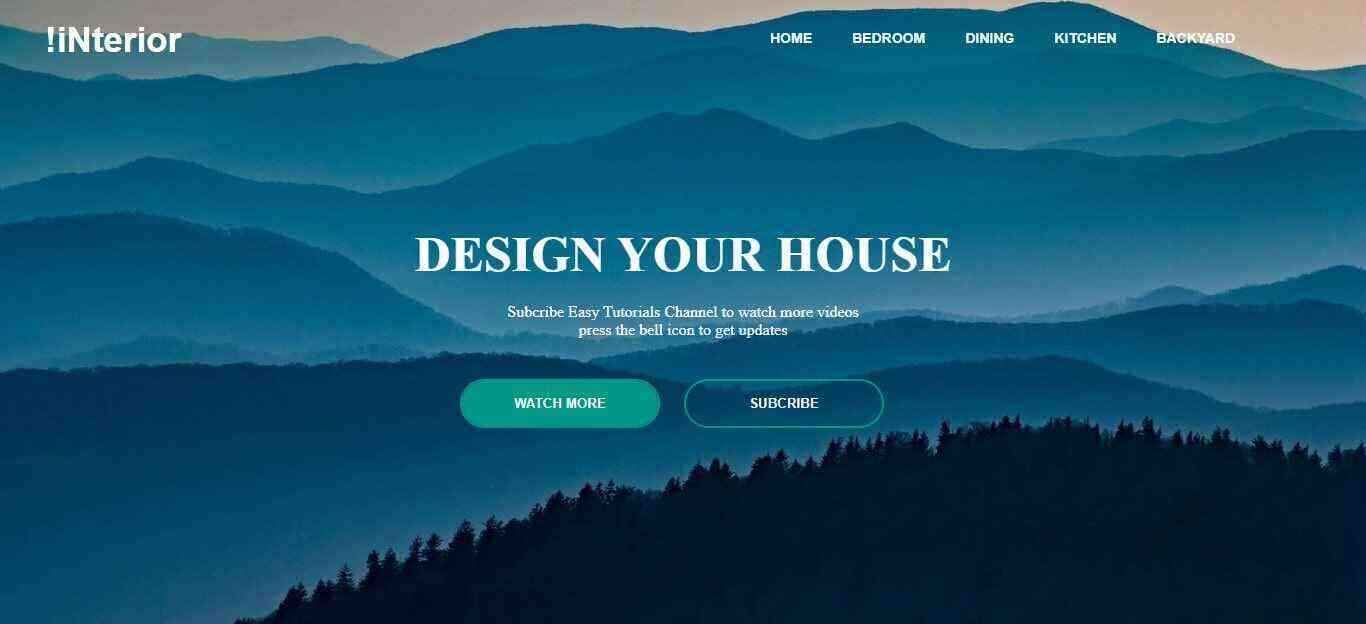 !iNterior
HOME BEDROOM DINING KITCHEN BACKYARD
DESIGN YOUR HOUSE
Subcribe Easy Tutorials Channel to watch more videos
press the bell icon to get updates
WATCH MORE SUBCRIBE